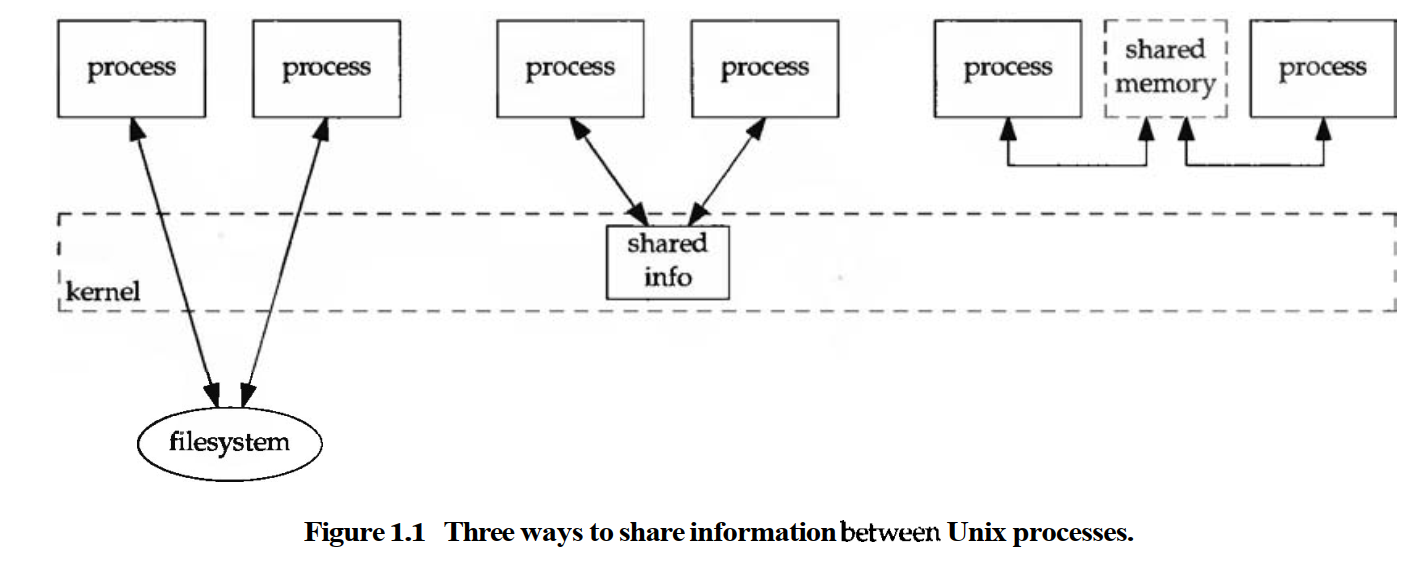 process
process
process
process
process
shared
memory
process
shared
info
kernel
filesystem
Figure 1.1 Three ways to share information between Unix processes.